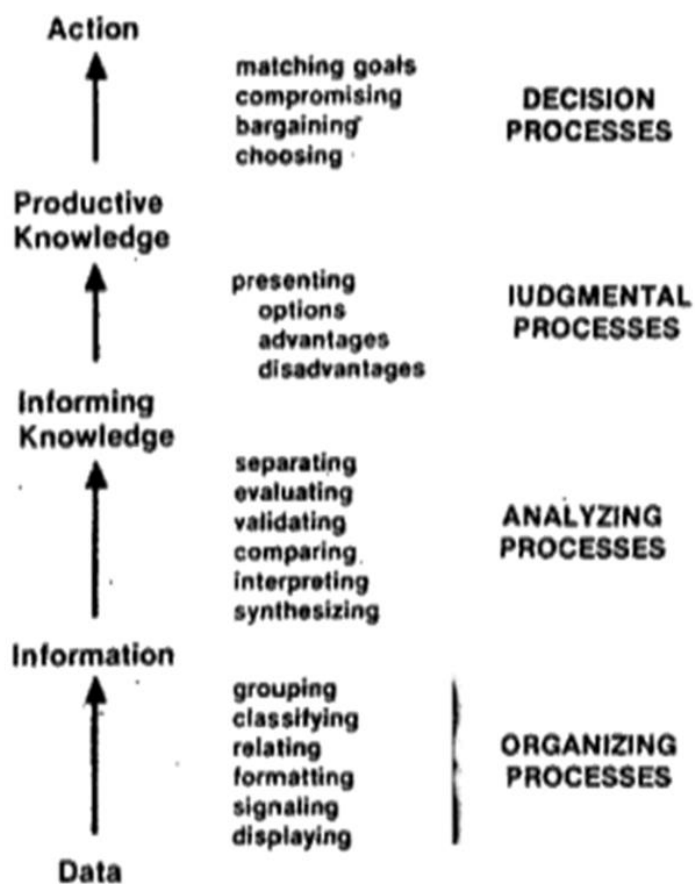 Action
matching goals
compromising
bargaining
choosing
DECISION
PROCESSES
Productive
Knowledge
presenting
options
advantages
disadvantages
IUDGMENTAL
PROCESSES
Informing
Knowledge
separating
evaluating
validating
comparing
interpreting
synthesizing
ANALYZING
PROCESSES
Information
grouping
classifying
relating
formatting
signaling
displaying
ORGANIZING
PROCESSES
Data